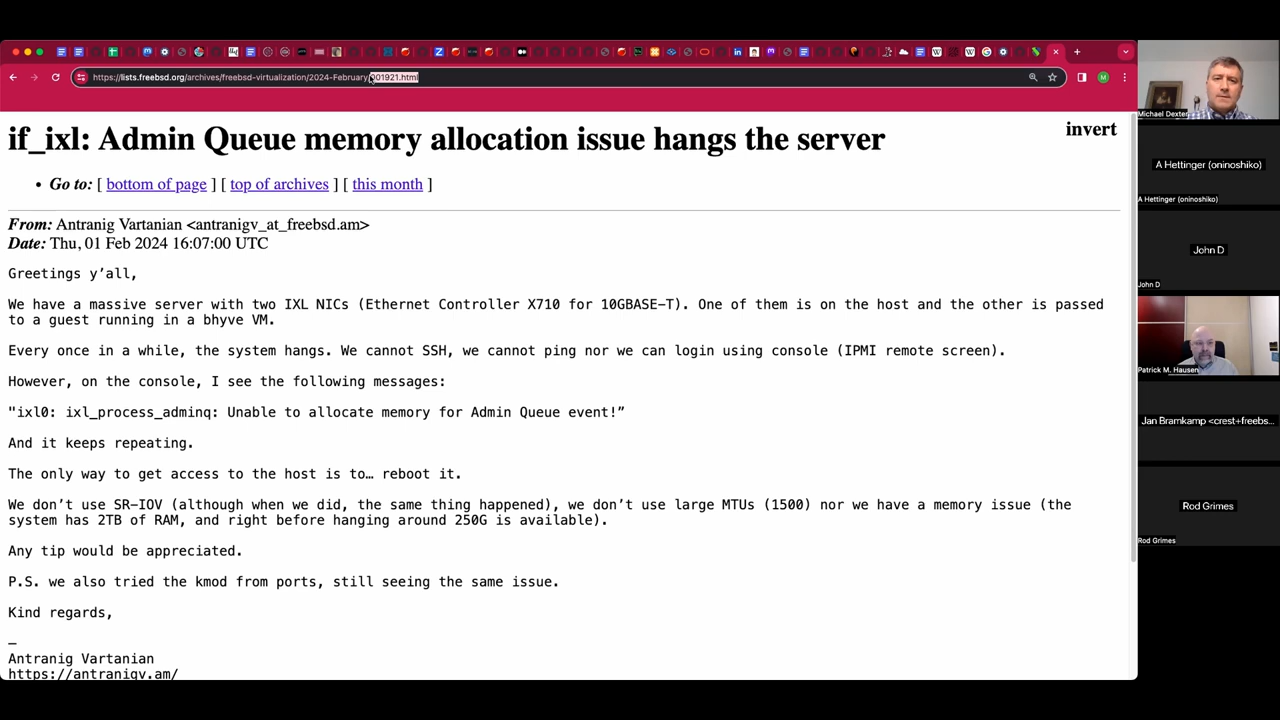 https://lists.freebsd.org/archives/freebsd-virtualization/2024-February/001921.html
if_ixl: Admin Queue memory allocation issue hangs the server
invert
• Go to: [ bottom of page ] [ top of archives ] [ this month ]
From: Antranig Vartanian <antranigv_at_freebsd.am>
Date: Thu, 01 Feb 2024 16:07:00 UTC
Greetings y’all,
We have a massive server with two IXL NICs (Ethernet Controller X710 for 10GBASE-T). One of them is on the host and the other is passed
to a guest running in a bhyve VM.
Every once in a while, the system hangs. We cannot SSH, we cannot ping nor we can login using console (IPMI remote screen).
However, on the console, I see the following messages:
"ixl0: ixl_process_adminq: Unable to allocate memory for Admin Queue event!”
And it keeps repeating.
The only way to get access to the host is to… reboot it.
We don’t use SR-IOV (although when we did, the same thing happened), we don’t use large MTUs (1500) nor we have a memory issue (the
system has 2TB of RAM, and right before hanging around 250G is available).
Any tip would be appreciated.
P.S. we also tried the kmod from ports, still seeing the same issue.
Kind regards,
—
Antranig Vartanian
https://antranigv.am/
Michael Dexter
A Hettinger (oninoshiko)
A Hettinger (oninoshiko)
John D
John D
Patrick M. Hausen
Jan Bramkamp <crest+freebs...
Rod Grimes
Rod Grimes